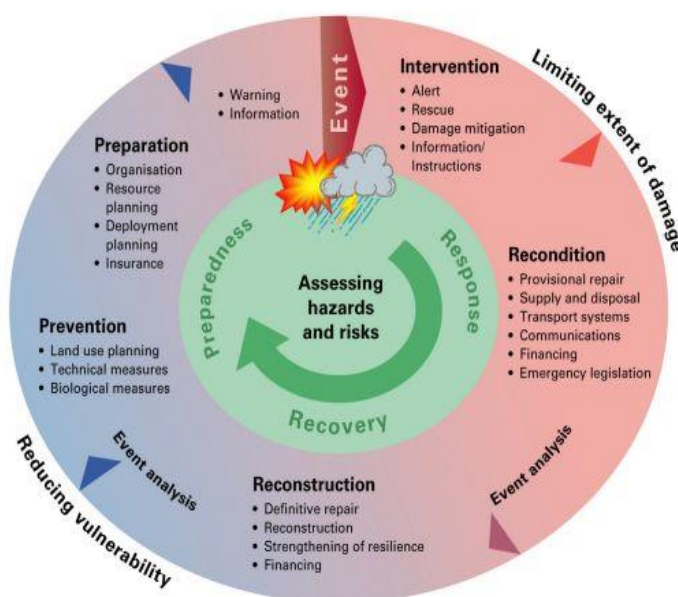 Event
Intervention
• Alert
• Rescue
• Damage mitigation
• Information/
Instructions
Limiting extent of damage
Recondition
• Provisional repair
• Supply and disposal
• Transport systems
• Communications
• Financing
• Emergency legislation
Event analysis
Reconstruction
• Definitive repair
• Reconstruction
• Strengthening of resilience
• Financing
Event analysis
Reducing vulnerability
Prevention
• Land use planning
• Technical measures
• Biological measures
Preparation
• Organisation
• Resource
planning
• Deployment
planning
• Insurance
• Warning
• Information
Response
Recovery
Preparedness
Assessing
hazards
and risks